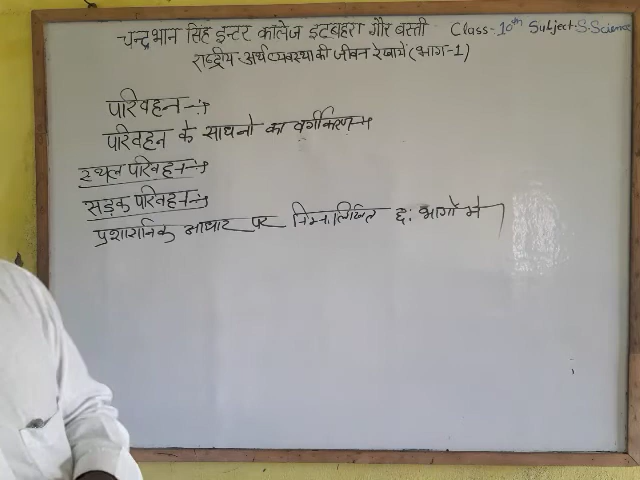 चन्द्रभान सिंह इन्टर कालेज इटबहरा गौर बस्ती Class-10th Subject-S.Science
राष्ट्रीय अर्थव्यवस्था की जीवन रेखायें (भाग-1)
परिवहन-:
परिवहन के साधनो का वर्गीकरण-:
स्थल परिवहन-:
सड़क परिवहन-:
प्रशासनिक आधार पर निम्नलिखित छ: भागों मे